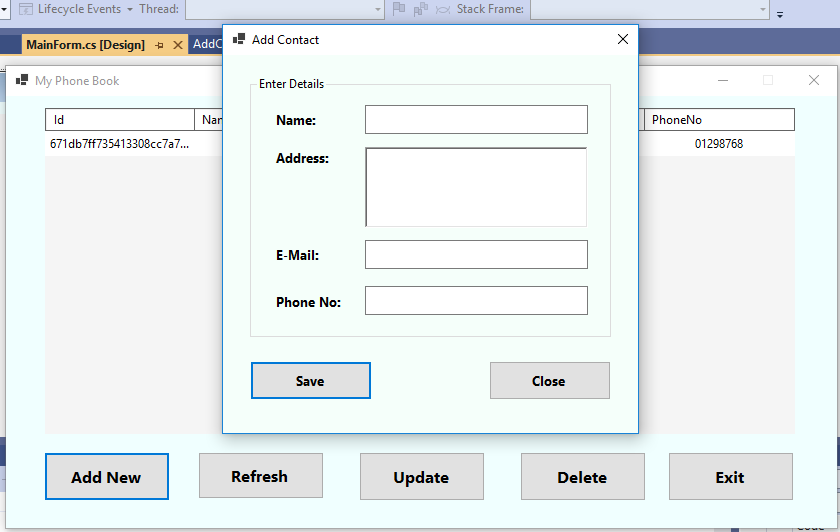 Lifecycle Events Thread: Stack Frame:
MainForm.cs [Design] AddC
Add Contact
My Phone Book
Enter Details
Id Nam PhoneNo
Name:
671db7ff735413308cc7a7... 01298768
Address:
E-Mail:
Phone No:
Save Close
Add New Refresh Update Delete Exit
Code